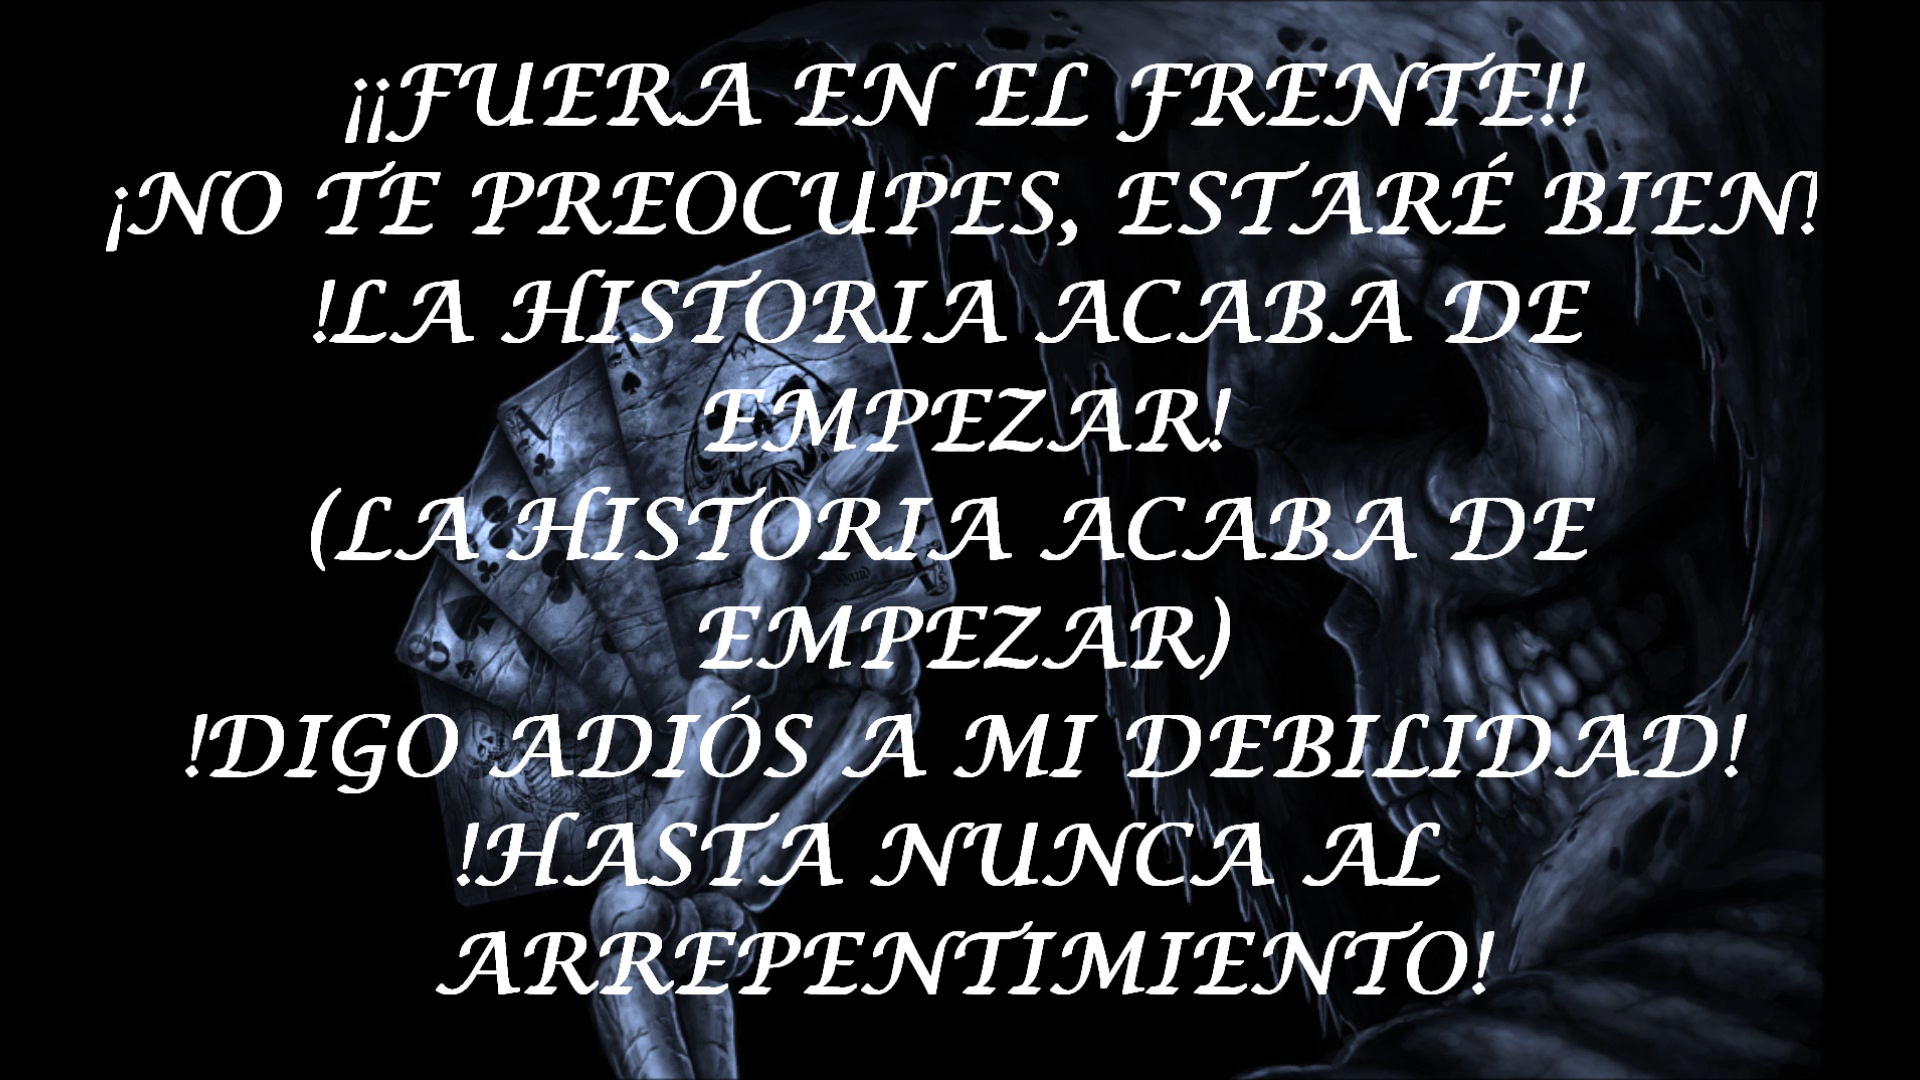 ¡¡FUERA EN EL FRENTE!!
¡NO TE PREOCUPES, ESTARÉ BIEN!
!LA HISTORIA ACABA DE
EMPEZAR!
(LA HISTORIA ACABA DE
EMPEZAR)
!DIGO ADIÓS A MI DEBILIDAD!
!HASTA NUNCA AL
ARREPENTIMIENTO!